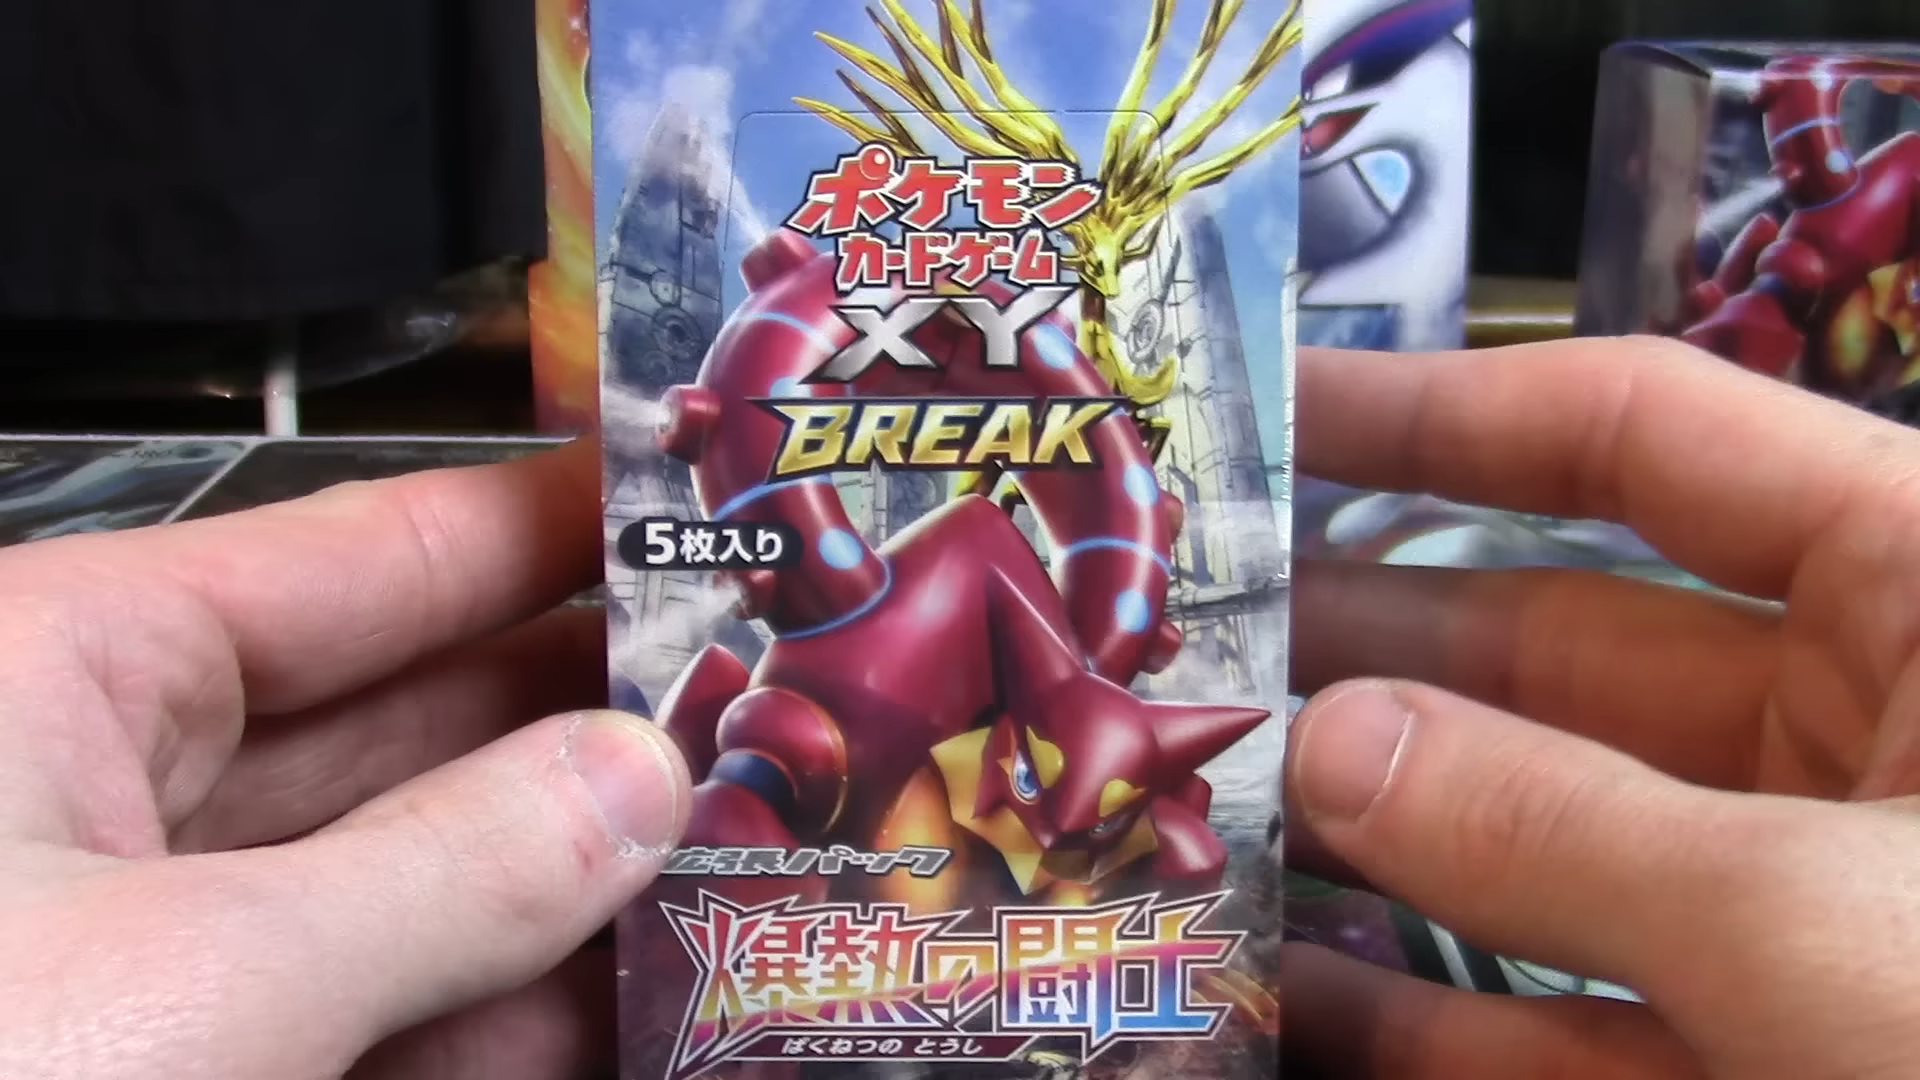 ポケモン
カードゲーム
XY
BREAK
5枚入り
拡張パック
爆熱の闘士
ばくねつの とうし